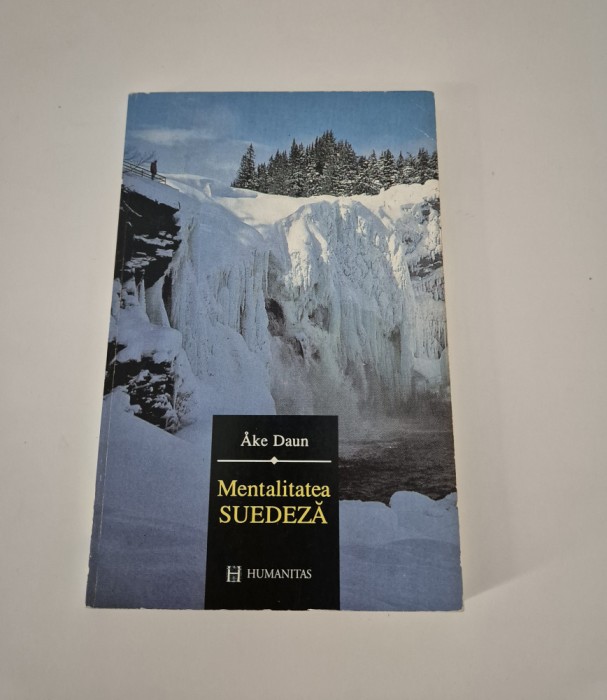 Åke Daun
Mentalitatea
SUEDEZĂ
HUMANITAS